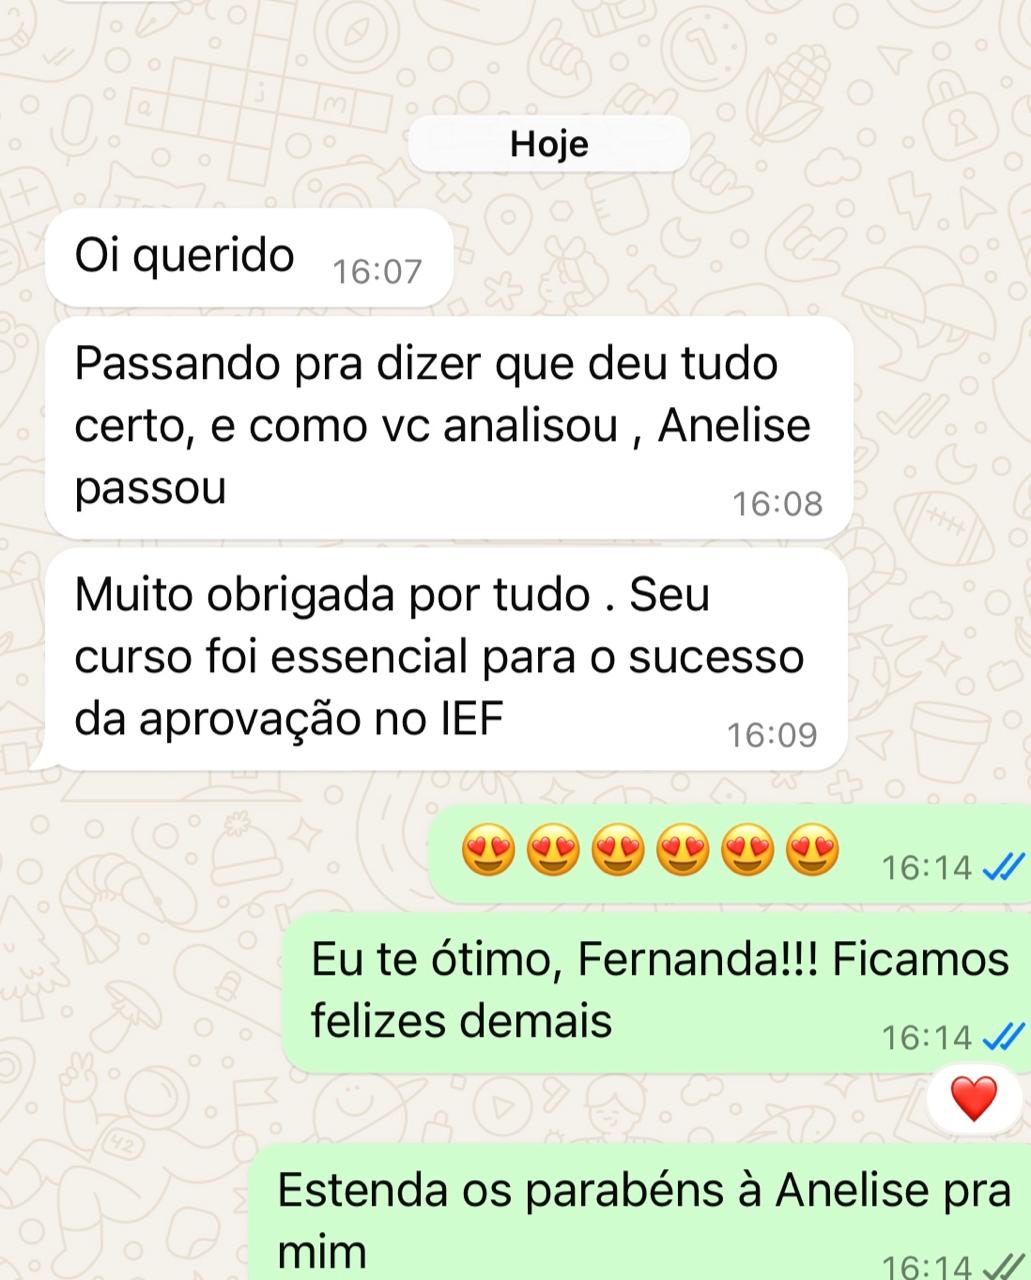 Hoje
Oi querido 16:07
Passando pra dizer que deu tudo
certo, e como vc analisou , Anelise
passou 16:08
Muito obrigada por tudo . Seu
curso foi essencial para o sucesso
da aprovação no IEF 16:09
😍😍😍😍😍😍 16:14
Eu te ótimo, Fernanda!!! Ficamos
felizes demais 16:14
❤️
Estenda os parabéns à Anelise pra
mim 16:14